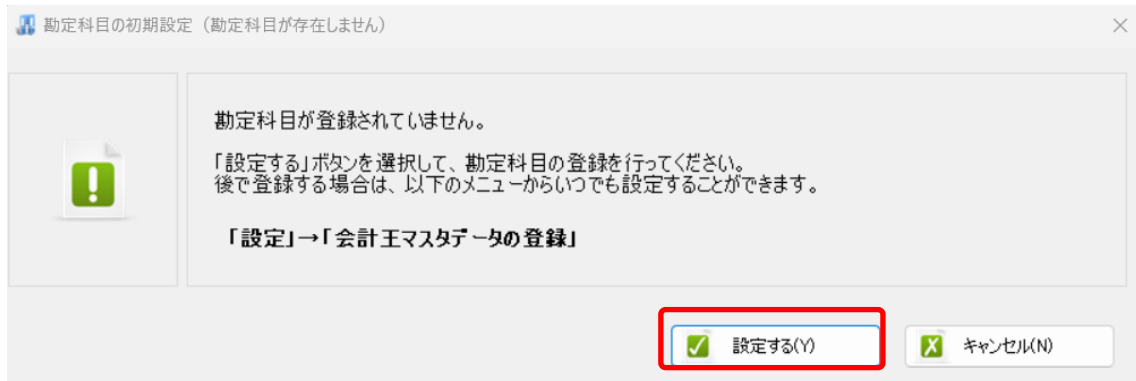 勘定科目の初期設定（勘定科目が存在しません）
勘定科目が登録されていません。
「設定する」ボタンを選択して、勘定科目の登録を行ってください。
後で登録する場合は、以下のメニューからいつでも設定することができます。
「設定」→「会計王マスタデータの登録」
設定する(Y)
キャンセル(N)